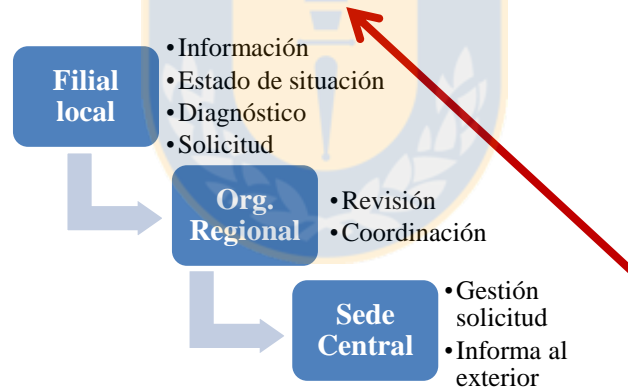 Filial
local
•Información
•Estado de situación
•Diagnóstico
•Solicitud
Org.
Regional
•Revisión
•Coordinación
Sede
Central
•Gestión
solicitud
•Informa al
exterior